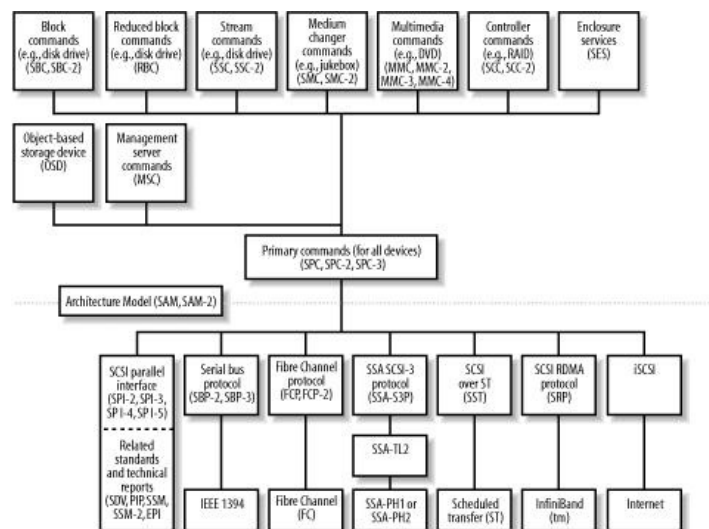 Block
commands
(e.g., disk drive)
(SBC, SBC-2)
Reduced block
commands
(e.g., disk drive)
(RBC)
Stream
commands
(e.g., disk drive)
(SSC, SSC-2)
Medium
changer
commands
(e.g., jukebox)
(SMC, SMC-2)
Multimedia
commands
(e.g., DVD)
(MMC, MMC-2,
MMC-3, MMC-4)
Controller
commands
(e.g., RAID)
(SCC, SCC-2)
Enclosure
services
(SES)
Object-based
storage device
(OSD)
Management
server
commands
(MSC)
Primary commands (for all devices)
(SPC, SPC-2, SPC-3)
Architecture Model (SAM, SAM-2)
SCSI parallel
interface
(SPI-2, SPI-3,
SPI-4, SPI-5)
Related
standards
and technical
reports
(SDV, PIP, SSM,
SSM-2, EPI
Serial bus
protocol
(SBP-2, SBP-3)
IEEE 1394
Fibre Channel
protocol
(FCP, FCP-2)
Fibre Channel
(FC)
SSA SCSI-3
protocol
(SSA-S3P)
SSA-TL2
SSA-PH1 or
SSA-PH2
SCSI
over ST
(SST)
Scheduled
transfer (ST)
SCSI RDMA
protocol
(SRP)
InfiniBand
(tm)
iSCSI
Internet